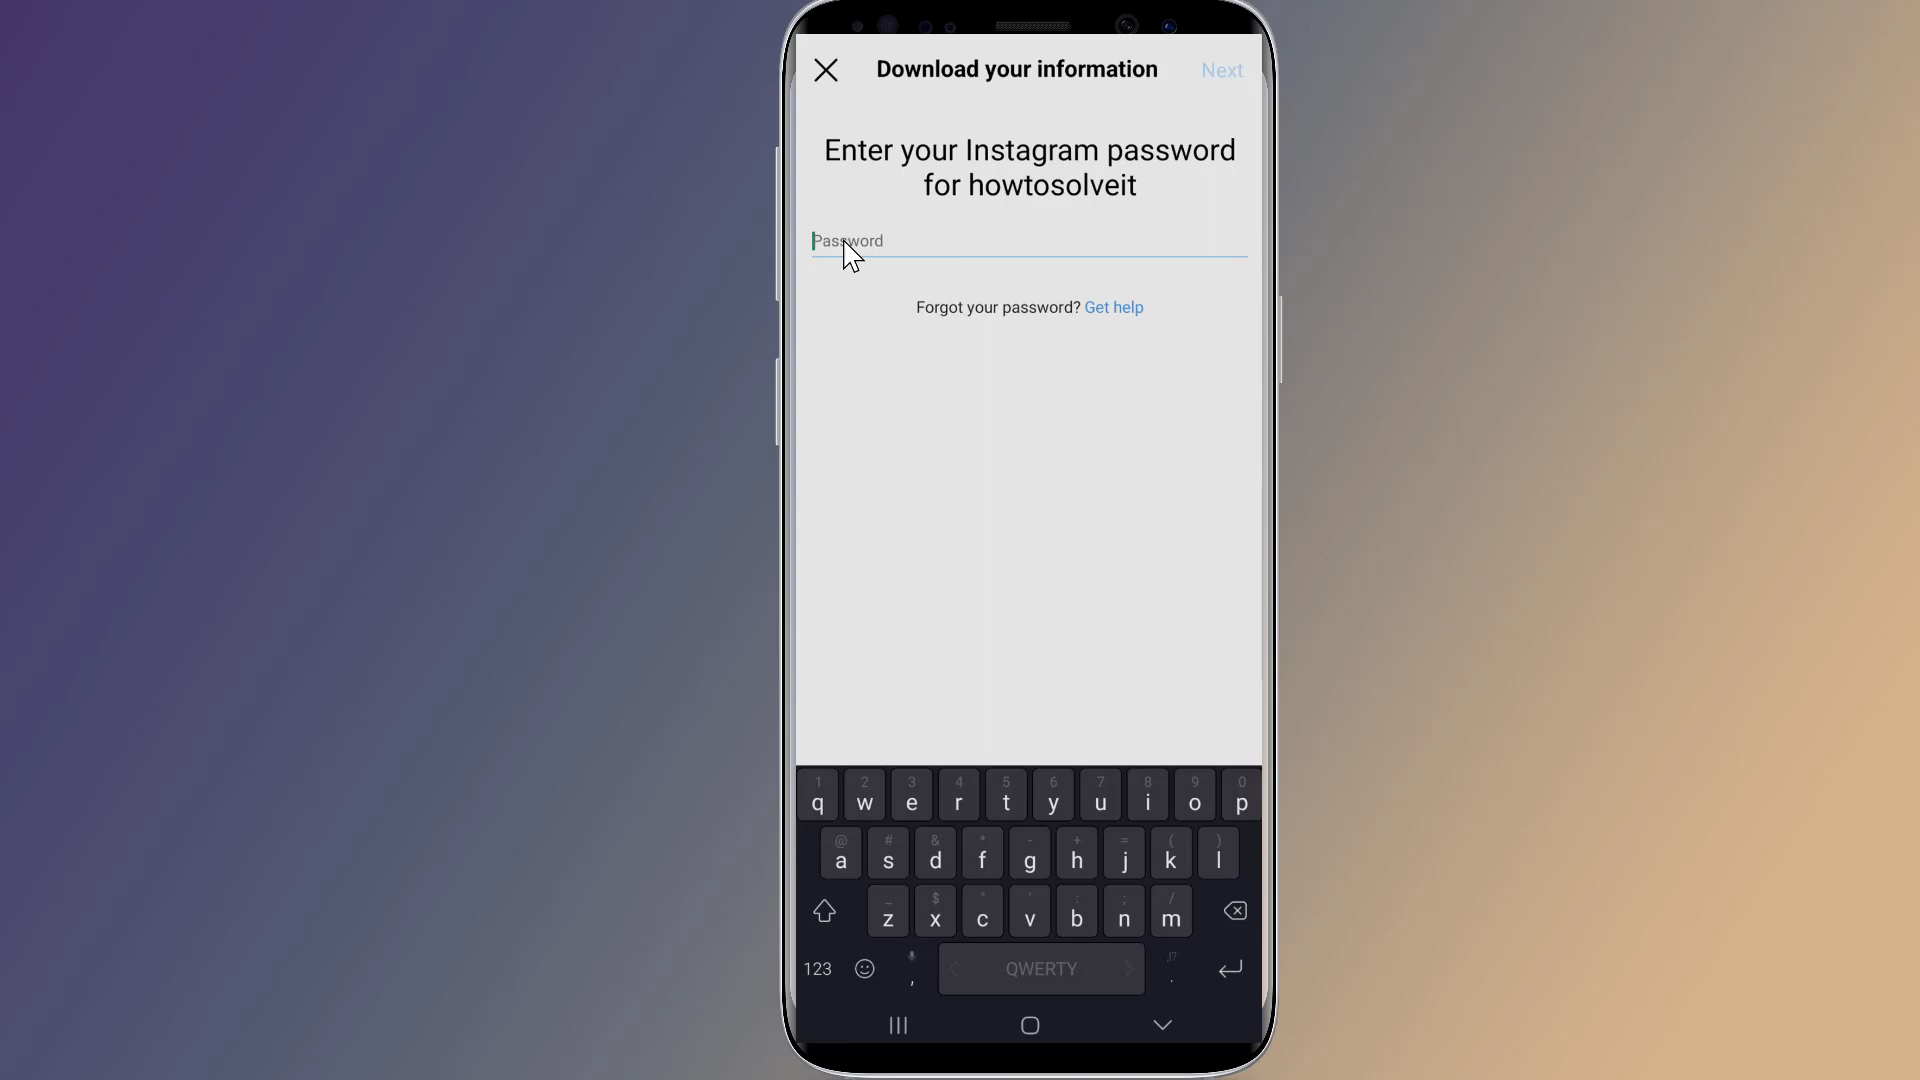 Download your information Next
Enter your Instagram password
for howtosolveit
Password
Forgot your password? Get help
1 2 3 4 5 6 7 8 9 0
q w e r t y u i o p
@ # & * - + = ( )
a s d f g h j k l
_ $ " ' : ; /
z x c v b n m
123 , QWERTY !? .